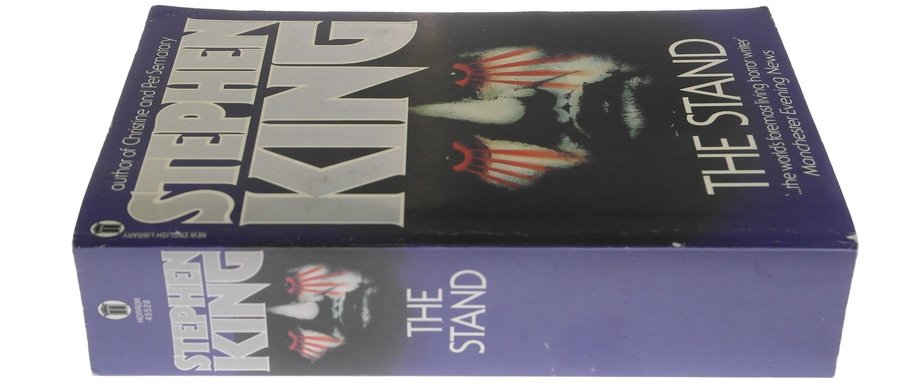 author of Christine and Pet Sematary
STEPHEN
KING
THE STAND
'...the world's foremost living horror writer'
Manchester Evening News
NEW ENGLISH LIBRARY
HORROR
45528
STEPHEN
KING
THE
STAND